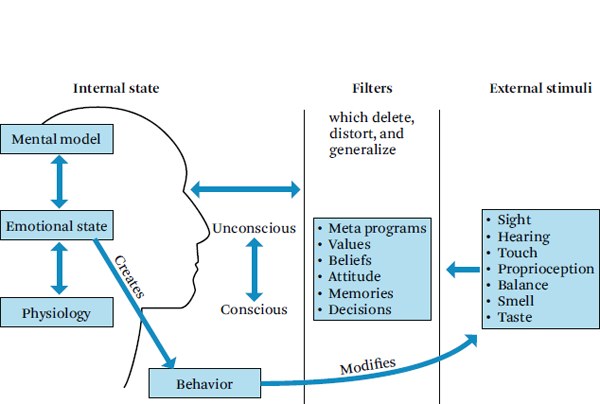 Internal state
Filters
External stimuli
which delete,
distort, and
generalize
Mental model
Emotional state
Physiology
Creates
Behavior
Unconscious
Conscious
• Meta programs
• Values
• Beliefs
• Attitude
• Memories
• Decisions
• Sight
• Hearing
• Touch
• Proprioception
• Balance
• Smell
• Taste
Modifies